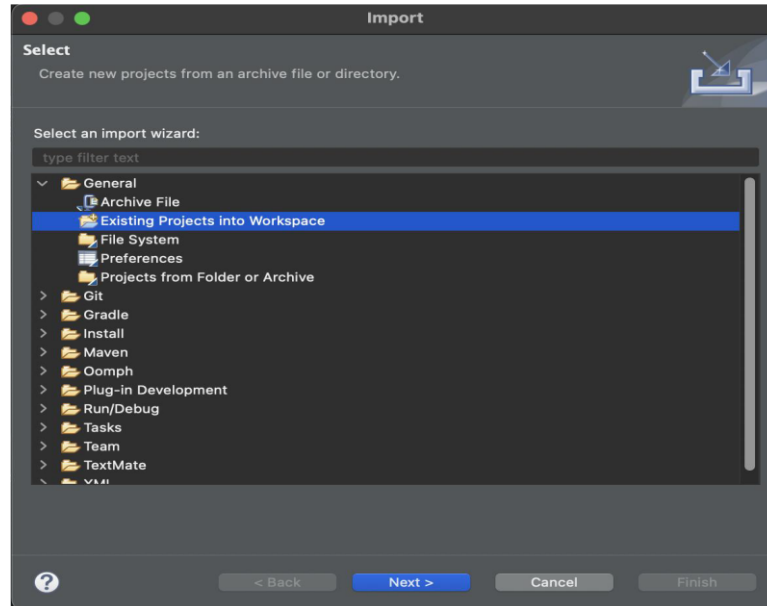 Import
Select
Create new projects from an archive file or directory.
Select an import wizard:
type filter text
General
Archive File
Existing Projects into Workspace
File System
Preferences
Projects from Folder or Archive
Git
Gradle
Install
Maven
Oomph
Plug-in Development
Run/Debug
Tasks
Team
TextMate
XML
? < Back Next > Cancel Finish